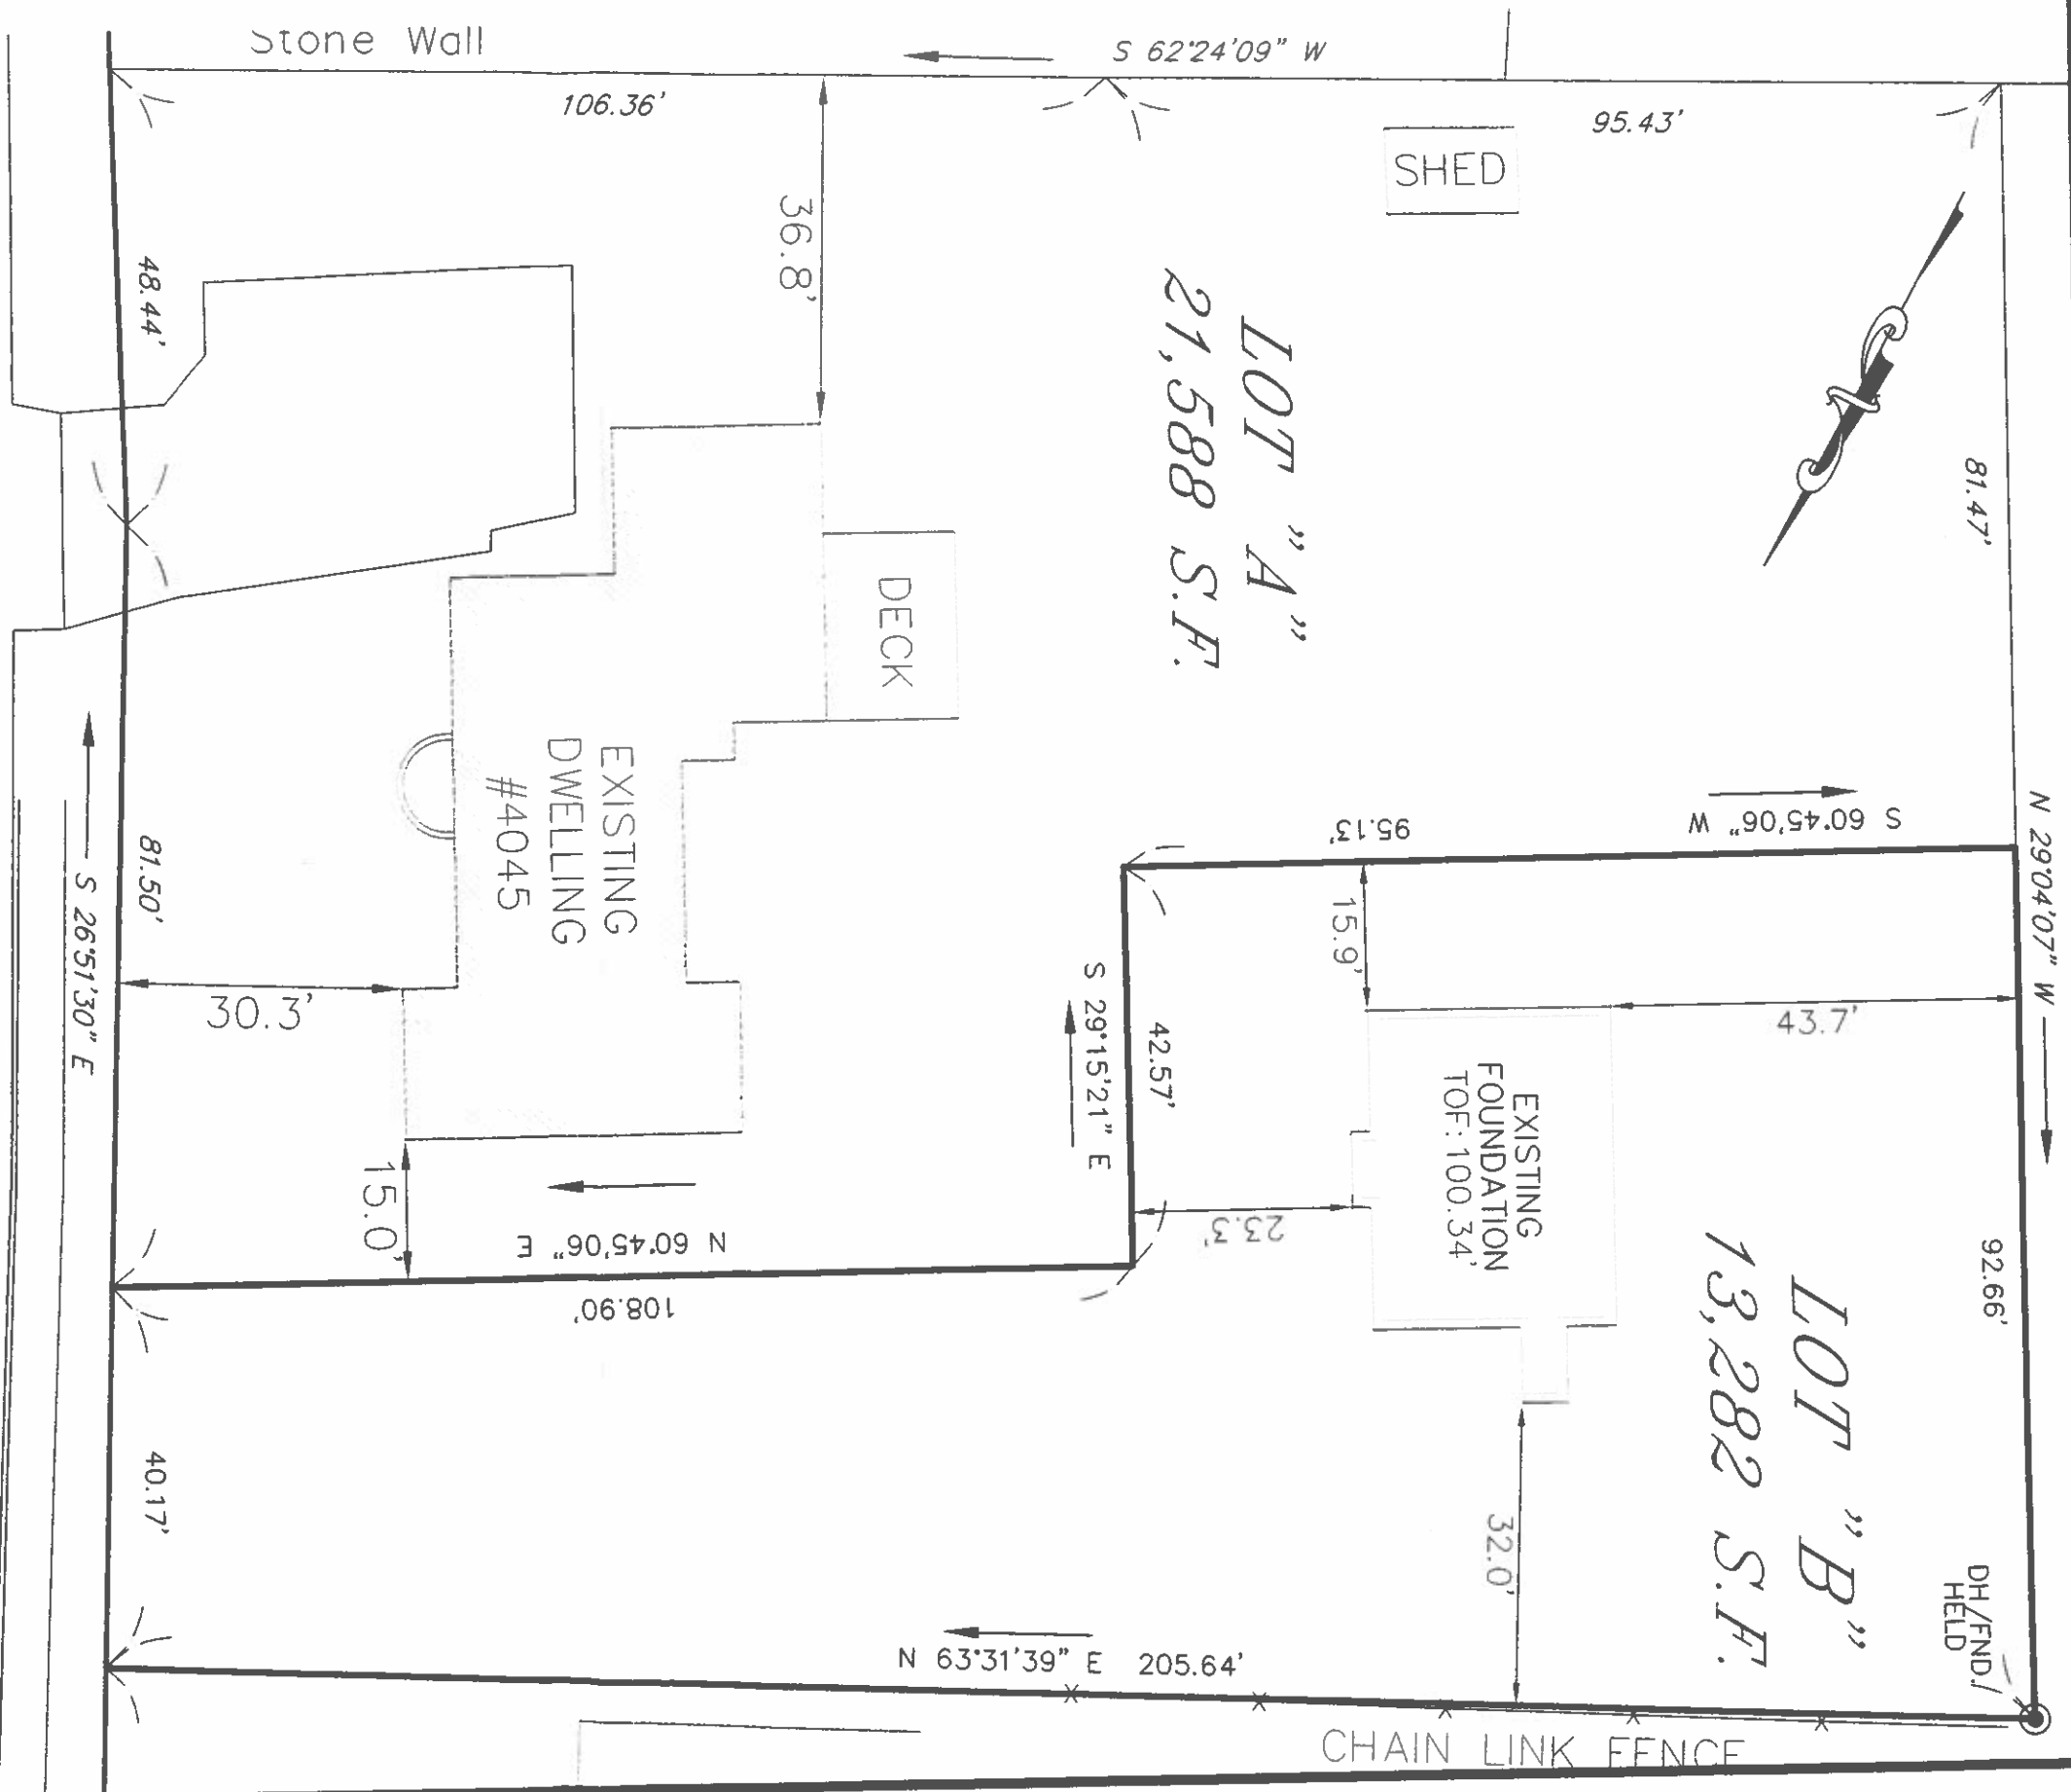 Stone Wall
S 62°24'09" W
106.36'
95.43'
SHED
36.8'
48.44'
LOT "A"
21,588 S.F.
81.47'
DECK
N 29°04'07" W
S 60°45'06" W
95.13'
EXISTING
DWELLING
#4045
81.50'
S 26°51'30" E
30.3'
15.9'
43.7'
S 29°15'21" E
42.57'
EXISTING
FOUNDATION
TOF: 100.34'
15.0'
N 60°45'06" E
108.90'
23.3'
92.66'
LOT "B"
13,282 S.F.
40.17'
32.0'
DH/FND./
HELD
N 63°31'39" E 205.64'
CHAIN LINK FENCE